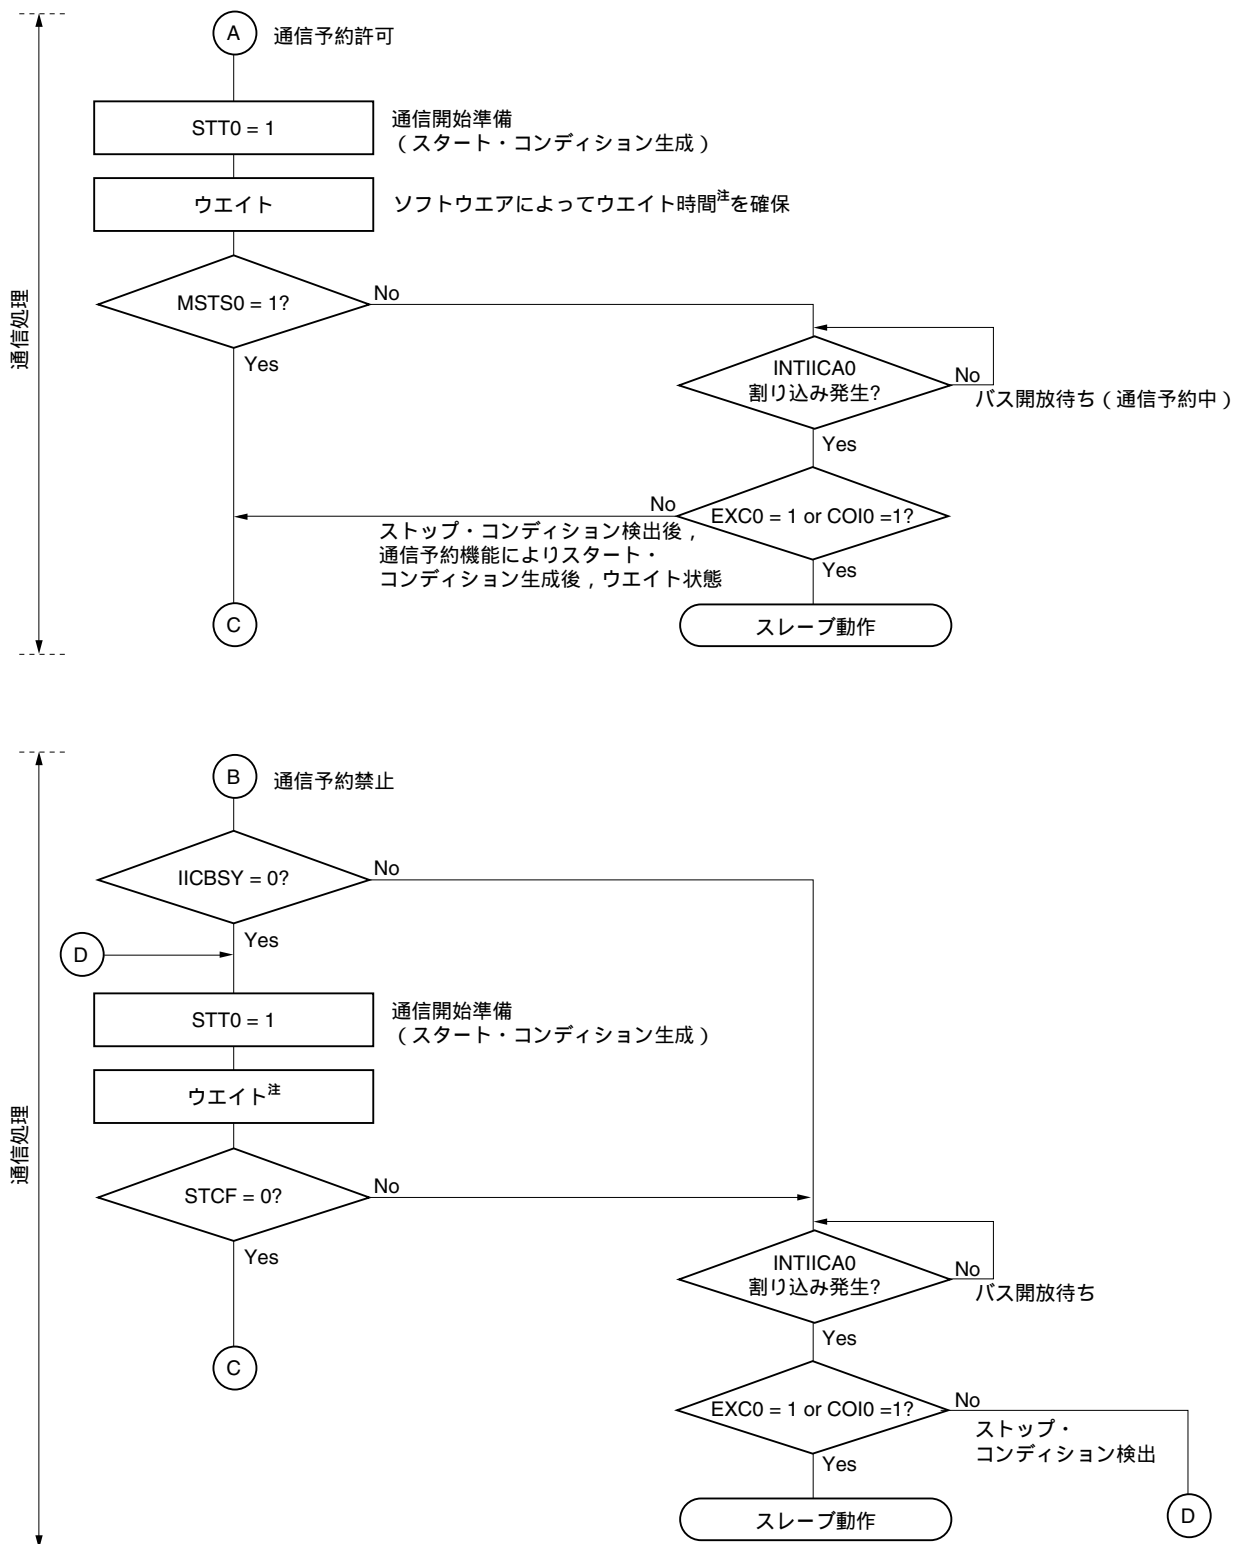 A 通信予約許可
STT0 = 1
通信開始準備
（スタート・コンディション生成）
ウエイト
ソフトウエアによってウエイト時間注を確保
MSTS0 = 1?
No
Yes
INTIICA0
割り込み発生?
No
バス開放待ち（通信予約中）
Yes
EXC0 = 1 or COI0 =1?
No
ストップ・コンディション検出後，
通信予約機能によりスタート・
コンディション生成後，ウエイト状態
Yes
C
スレーブ動作
通信処理
B 通信予約禁止
IICBSY = 0?
No
Yes
D
STT0 = 1
通信開始準備
（スタート・コンディション生成）
ウエイト注
STCF = 0?
No
Yes
INTIICA0
割り込み発生?
No
バス開放待ち
Yes
C
EXC0 = 1 or COI0 =1?
No
ストップ・
コンディション検出
Yes
スレーブ動作
D
通信処理